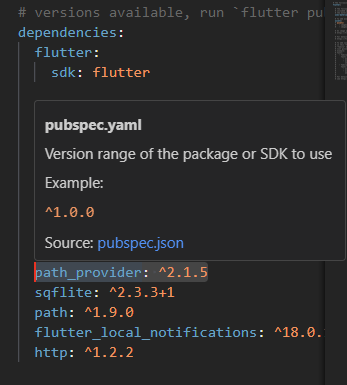 # versions available, run `flutter pu
dependencies:
flutter:
sdk: flutter
pubspec.yaml
Version range of the package or SDK to use
Example:
^1.0.0
Source: pubspec.json
path_provider: ^2.1.5
sqflite: ^2.3.3+1
path: ^1.9.0
flutter_local_notifications: ^18.0.
http: ^1.2.2